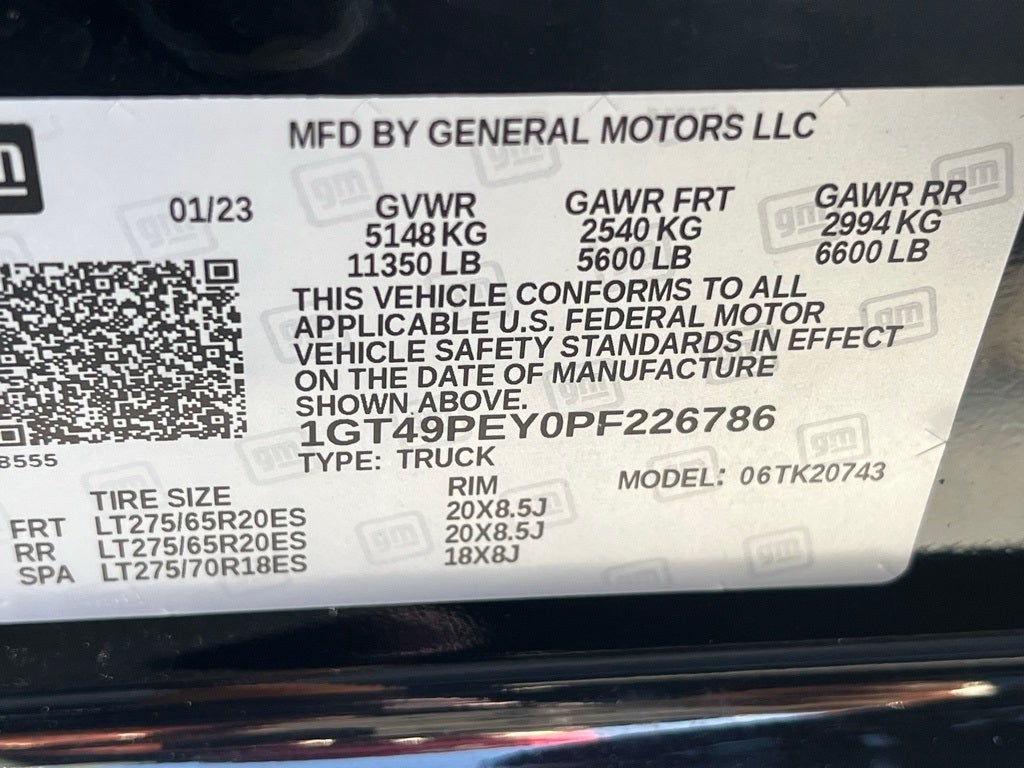 MFD BY GENERAL MOTORS LLC
01/23
GVWR
5148 KG
11350 LB
GAWR FRT
2540 KG
5600 LB
GAWR RR
2994 KG
6600 LB
THIS VEHICLE CONFORMS TO ALL
APPLICABLE U.S. FEDERAL MOTOR
VEHICLE SAFETY STANDARDS IN EFFECT
ON THE DATE OF MANUFACTURE
SHOWN ABOVE.
1GT49PEY0PF226786
8555
TYPE: TRUCK
MODEL: 06TK20743
TIRE SIZE RIM
FRT LT275/65R20ES 20X8.5J
RR LT275/65R20ES 20X8.5J
SPA LT275/70R18ES 18X8J